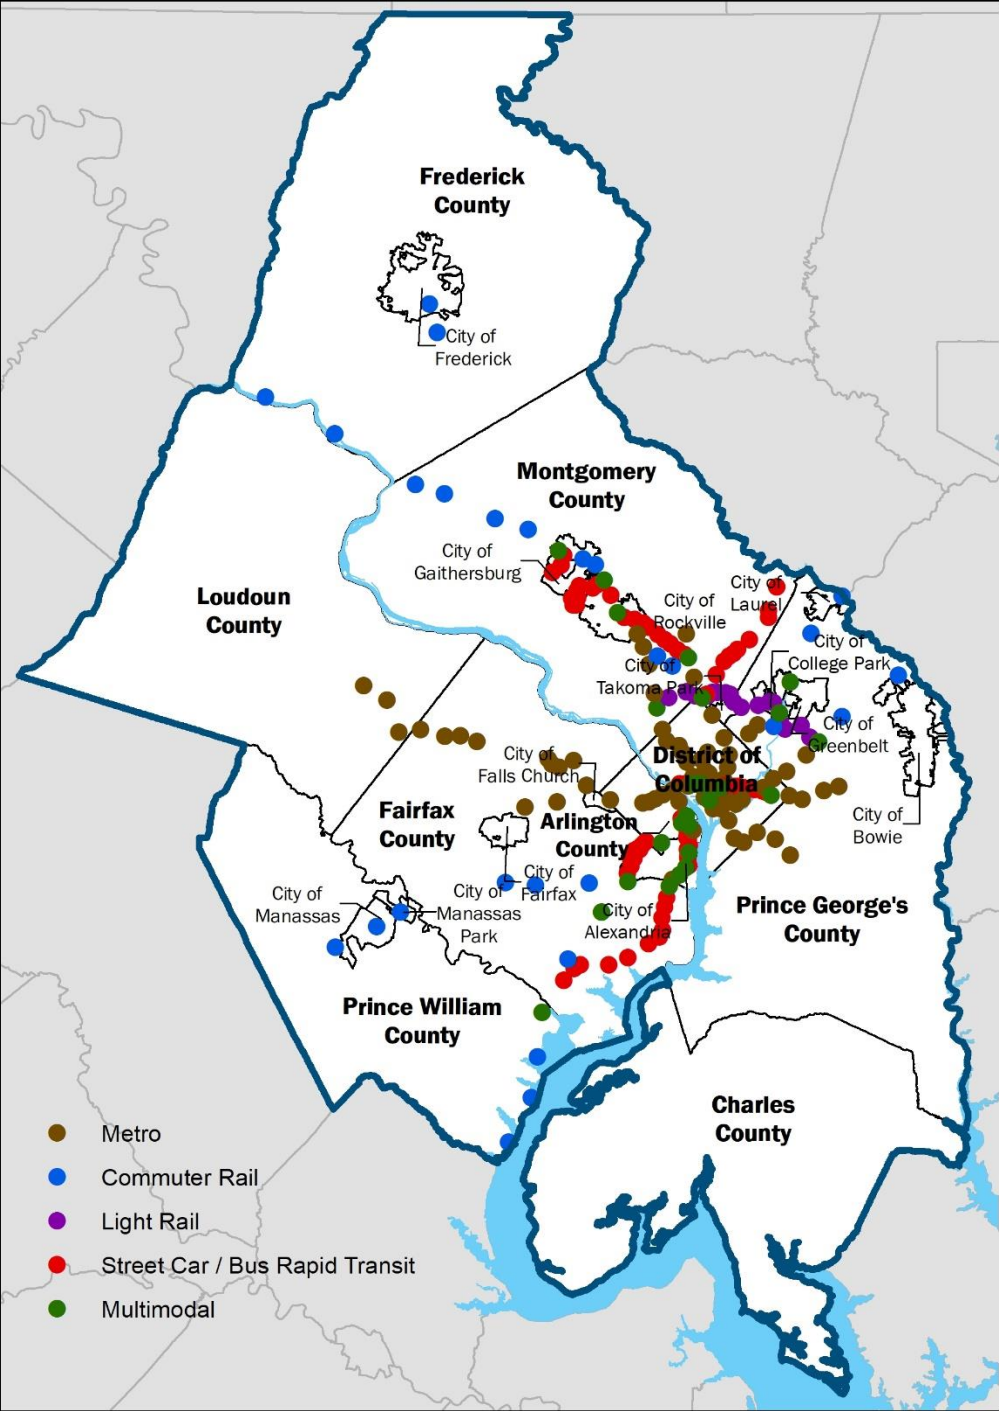 Frederick
County
City of
Frederick
Montgomery
County
City of
Gaithersburg
City of
Laurel
City of
Rockville
Loudoun
County
City of
College Park
City of
Takoma Park
City of
Greenbelt
City of
Falls Church
District of
Columbia
Fairfax
County
Arlington
County
City of
Bowie
City of
Fairfax
City of
Manassas
City of
Manassas
Park
City of
Alexandria
Prince George's
County
Prince William
County
Charles
County
Metro
Commuter Rail
Light Rail
Street Car / Bus Rapid Transit
Multimodal